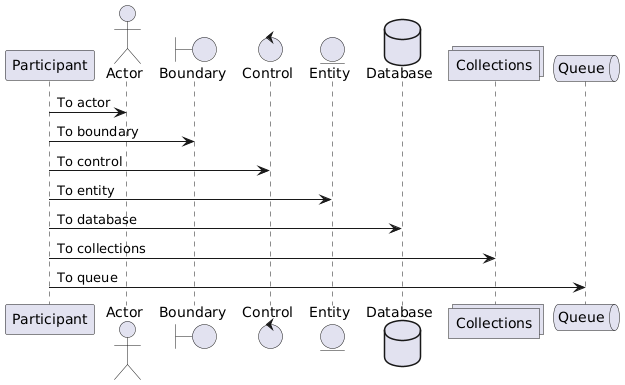 Participant Actor Boundary Control Entity Database Collections Queue
To actor
To boundary
To control
To entity
To database
To collections
To queue
Participant Actor Boundary Control Entity Database Collections Queue